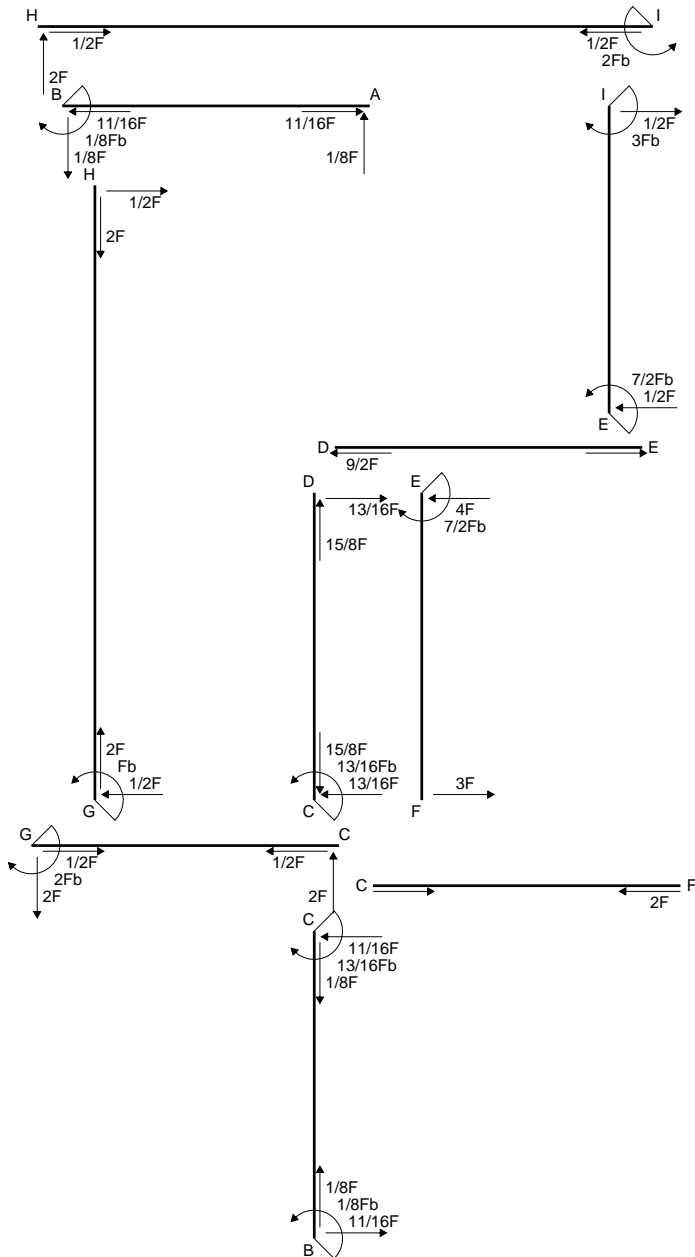 H I
1/2F 1/2F
2F 2Fb
B A
11/16F 11/16F
1/8Fb
1/8F 1/8F
I
1/2F
3Fb
H
1/2F
2F
7/2Fb
1/2F
E
D E
9/2F
D E
13/16F 4F
7/2Fb
15/8F
2F
Fb
1/2F
G
15/8F
13/16Fb
13/16F
C
3F
F
G C
1/2F 1/2F
2Fb
2F 2F
C F
2F
C
11/16F
13/16Fb
1/8F
1/8F
1/8Fb
11/16F
B